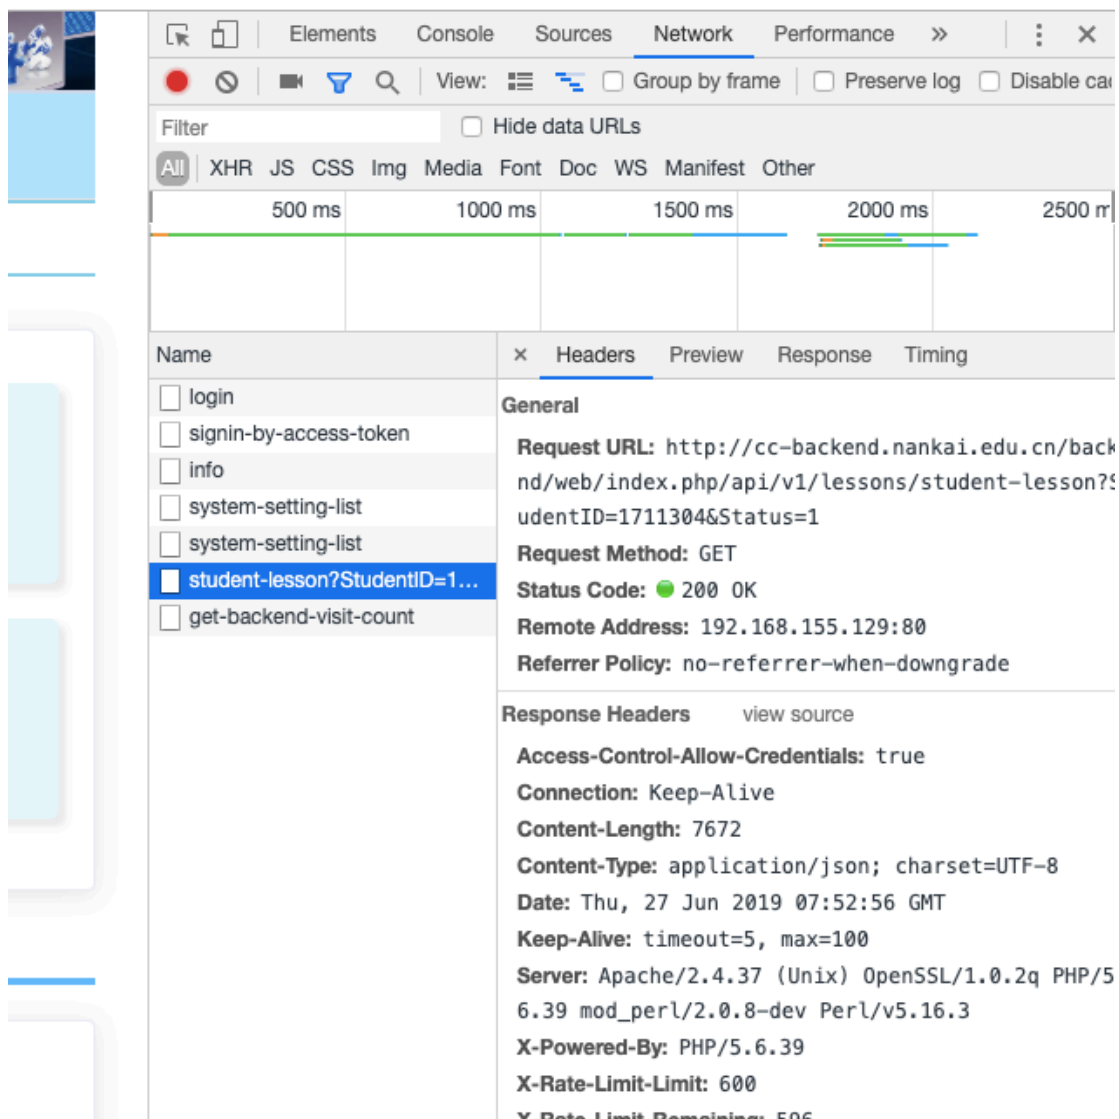 Elements Console Sources Network Performance »
View: Group by frame Preserve log Disable ca
Filter Hide data URLs
All XHR JS CSS Img Media Font Doc WS Manifest Other
500 ms 1000 ms 1500 ms 2000 ms 2500 m
Name
login
signin-by-access-token
info
system-setting-list
system-setting-list
student-lesson?StudentID=1...
get-backend-visit-count
× Headers Preview Response Timing
General
Request URL: http://cc-backend.nankai.edu.cn/back
nd/web/index.php/api/v1/lessons/student-lesson?S
udentID=1711304&Status=1
Request Method: GET
Status Code: 200 OK
Remote Address: 192.168.155.129:80
Referrer Policy: no-referrer-when-downgrade
Response Headers view source
Access-Control-Allow-Credentials: true
Connection: Keep-Alive
Content-Length: 7672
Content-Type: application/json; charset=UTF-8
Date: Thu, 27 Jun 2019 07:52:56 GMT
Keep-Alive: timeout=5, max=100
Server: Apache/2.4.37 (Unix) OpenSSL/1.0.2q PHP/5
6.39 mod_perl/2.0.8-dev Perl/v5.16.3
X-Powered-By: PHP/5.6.39
X-Rate-Limit-Limit: 600
X-Rate-Limit-Remaining: 596